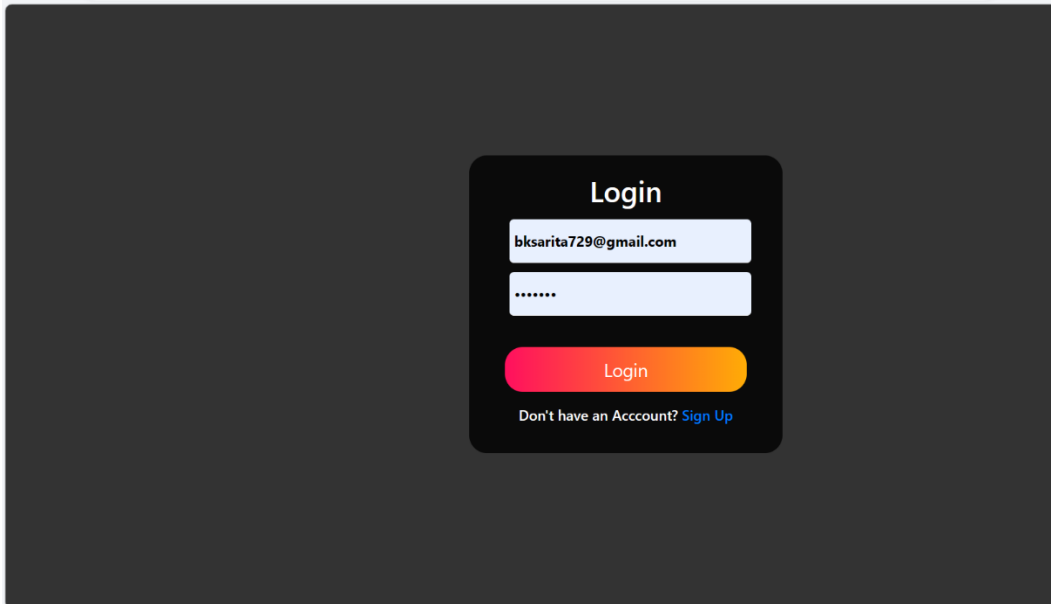 Login
bksarita729@gmail.com
•••••••
Login
Don't have an Acccount? Sign Up